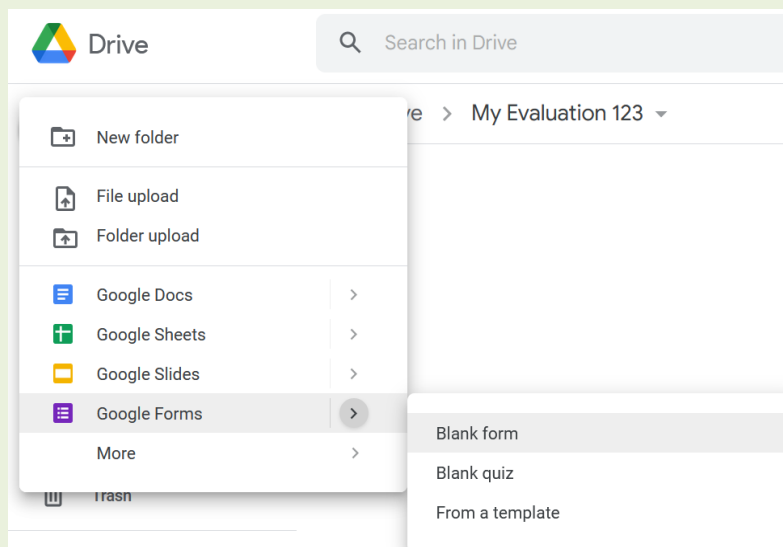 Drive
Search in Drive
ve > My Evaluation 123
New folder
File upload
Folder upload
Google Docs
Google Sheets
Google Slides
Google Forms
More
Trash
Blank form
Blank quiz
From a template